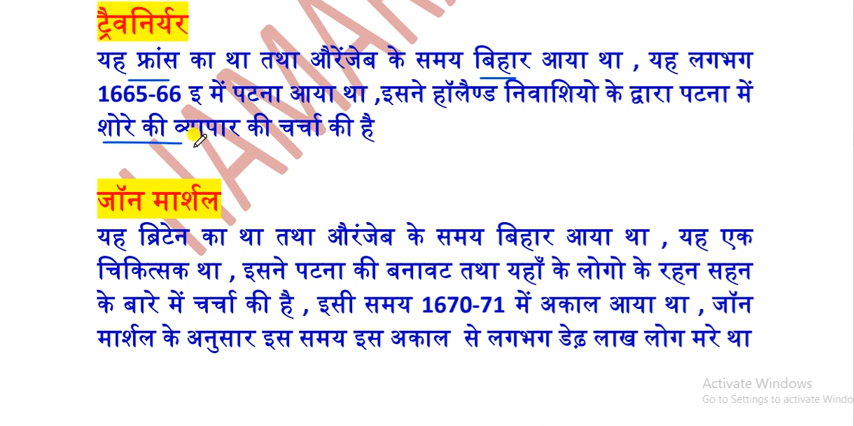 ट्रैवनिर्यर
यह फ्रांस का था तथा औरेंजेब के समय बिहार आया था , यह लगभग
1665-66 इ में पटना आया था ,इसने हॉलैण्ड निवाशियो के द्वारा पटना में
शोरे की व्यापार की चर्चा की है
जॉन मार्शल
यह ब्रिटेन का था तथा औरंजेब के समय बिहार आया था , यह एक
चिकित्सक था , इसने पटना की बनावट तथा यहाँ के लोगो के रहन सहन
के बारे में चर्चा की है , इसी समय 1670-71 में अकाल आया था , जॉन
मार्शल के अनुसार इस समय इस अकाल से लगभग डेढ़ लाख लोग मरे था
Activate Windows
Go to Settings to activate Windo